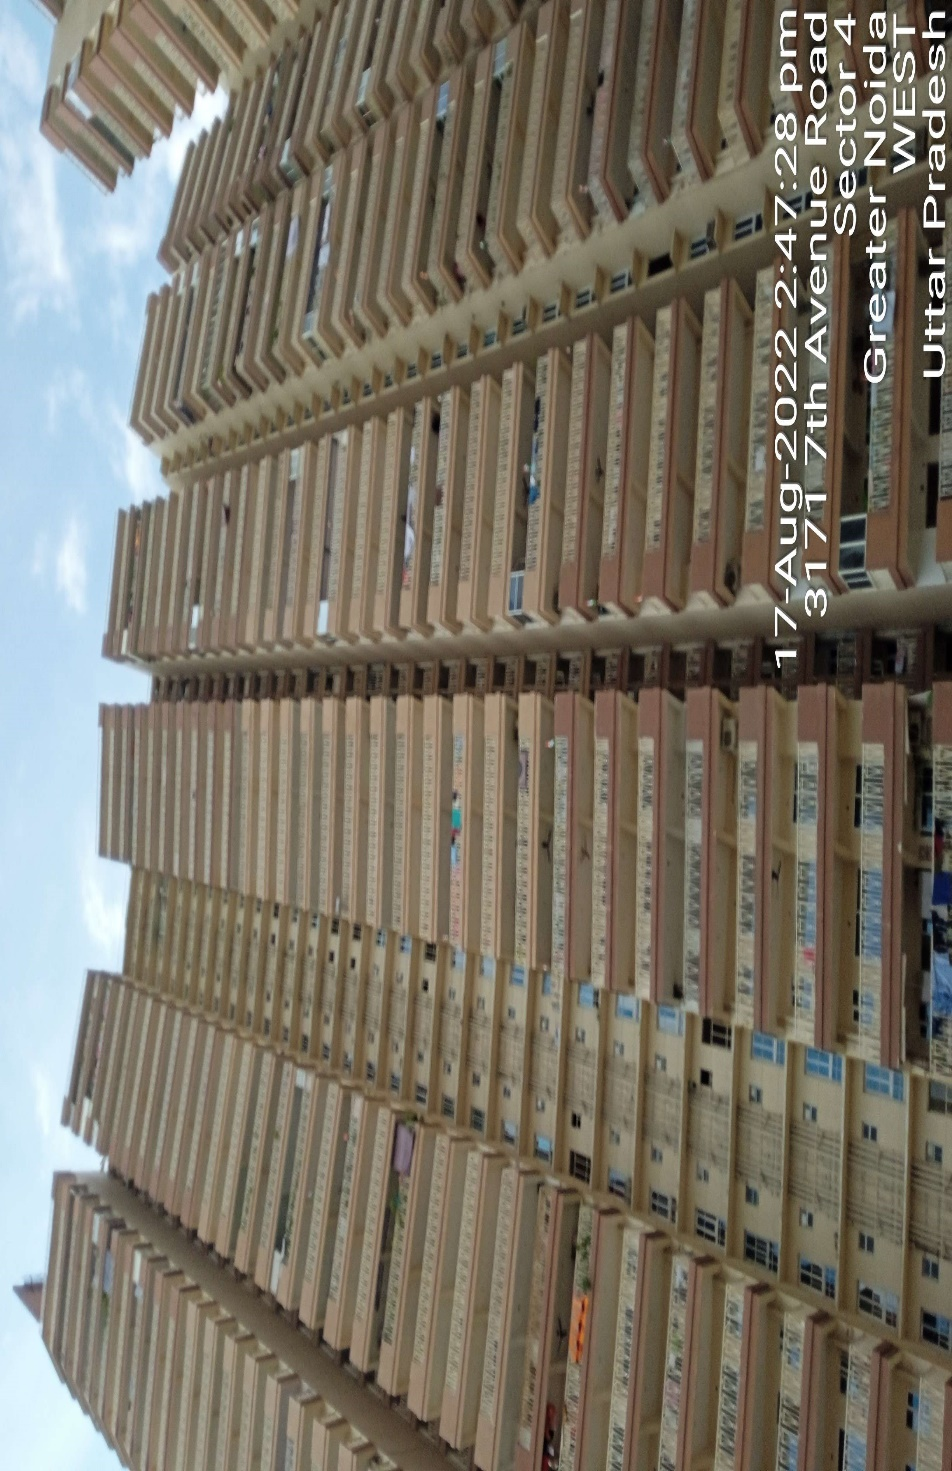 17-Aug-2022 2:47:28 pm
3171 7th Avenue Road
Sector 4
Greater Noida
WEST
Uttar Pradesh